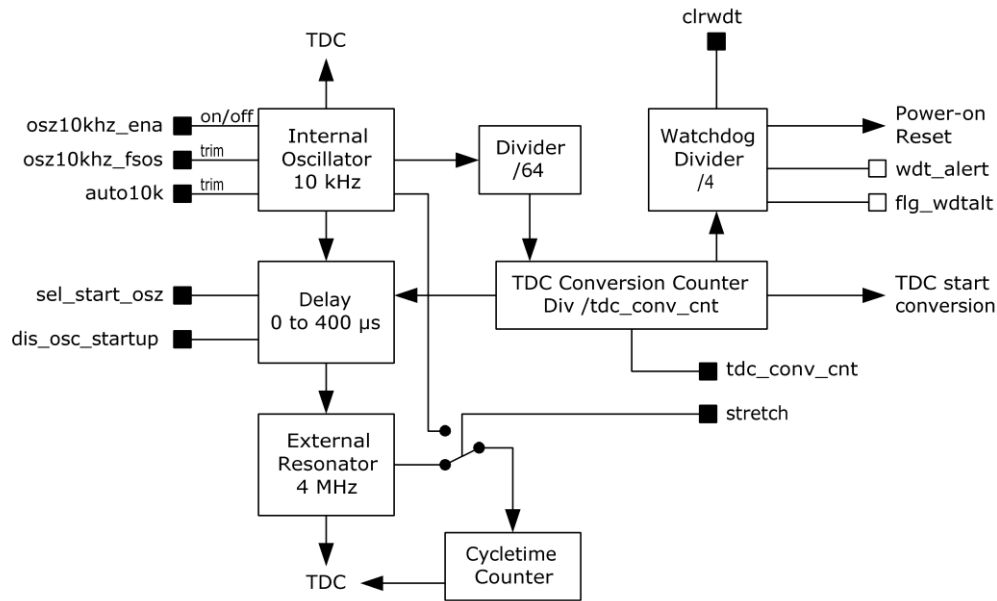 clrwdt
TDC
osz10khz_ena
on/off
osz10khz_fsos
trim
auto10k
trim
Internal
Oscillator
10 kHz
Divider
/64
Watchdog
Divider
/4
Power-on
Reset
wdt_alert
flg_wdtalt
sel_start_osz
dis_osc_startup
Delay
0 to 400 µs
TDC Conversion Counter
Div /tdc_conv_cnt
TDC start
conversion
tdc_conv_cnt
stretch
External
Resonator
4 MHz
Cycletime
Counter
TDC